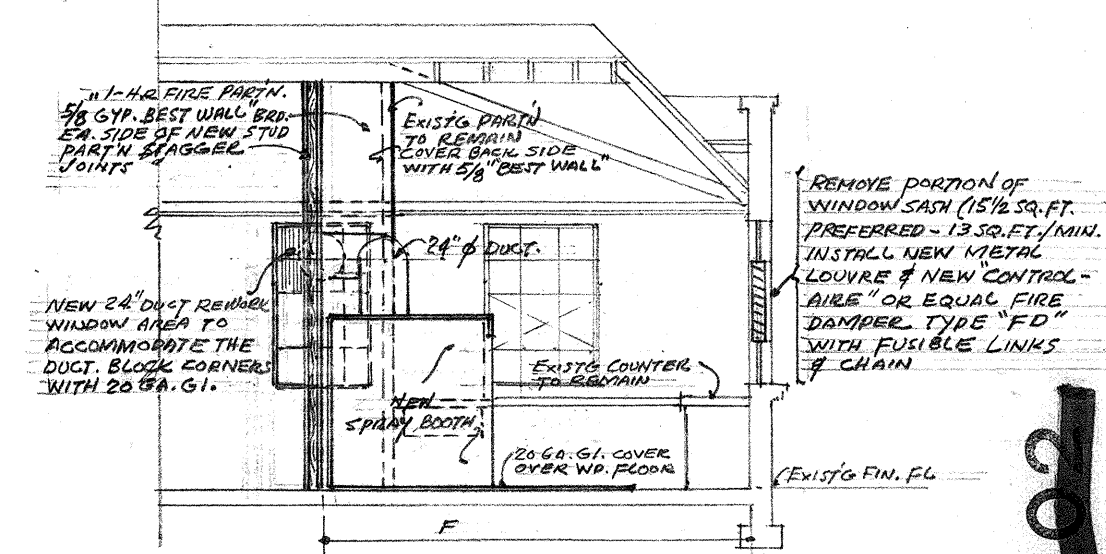 " 1-HR FIRE PART'N.
5/8 GYP. BEST WALL" BRD.
EA. SIDE OF NEW STUD
PART'N STAGGER
JOINTS "
EXIST'G PART'N
TO REMAIN
COVER BACK SIDE
WITH 5/8" BEST WALL"
24" ϕ DUCT.
REMOVE PORTION OF
WINDOW SASH (15 1/2 SQ.FT.
PREFERRED - 13 SQ.FT./MIN.
INSTALL NEW METAL
LOUVRE & NEW "CONTROL-
AIRE" OR EQUAL FIRE
DAMPER TYPE "FD"
WITH FUSIBLE LINKS
& CHAIN
NEW 24" DUCT REWORK
WINDOW AREA TO
ACCOMMODATE THE
DUCT. BLOCK CORNERS
WITH 20 GA. G.I.
EXIST'G COUNTER
TO REMAIN
NEW
SPRAY BOOTH
20 GA. G.I. COVER
OVER WD. FLOOR
EXIST'G FIN. FL
F
02